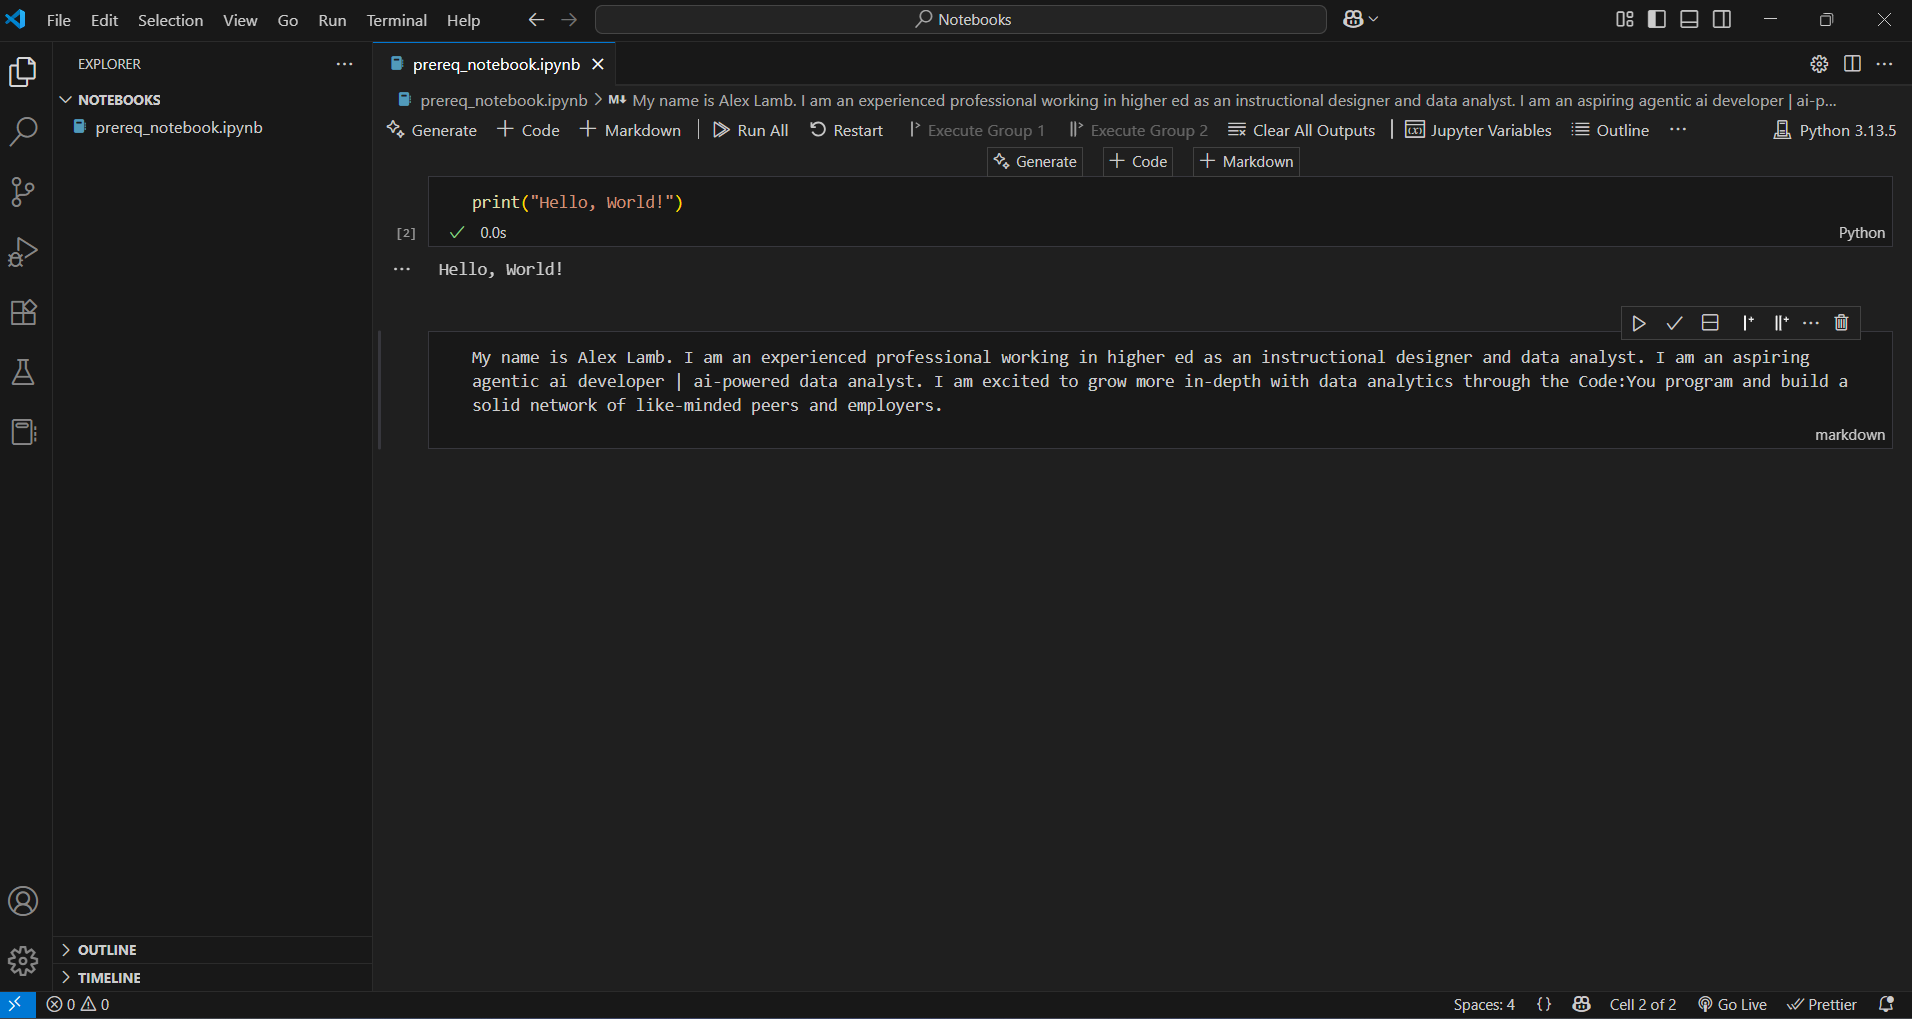 File Edit Selection View Go Run Terminal Help Notebooks
EXPLORER
NOTEBOOKS
prereq_notebook.ipynb
OUTLINE
TIMELINE
prereq_notebook.ipynb
prereq_notebook.ipynb > M↓ My name is Alex Lamb. I am an experienced professional working in higher ed as an instructional designer and data analyst. I am an aspiring agentic ai developer | ai-p...
Generate + Code + Markdown | Run All Restart Execute Group 1 Execute Group 2 Clear All Outputs | Jupyter Variables Outline ... Python 3.13.5
Generate + Code + Markdown
print("Hello, World!")
[2] ✓ 0.0s Python
... Hello, World!
My name is Alex Lamb. I am an experienced professional working in higher ed as an instructional designer and data analyst. I am an aspiring
agentic ai developer | ai-powered data analyst. I am excited to grow more in-depth with data analytics through the Code:You program and build a
solid network of like-minded peers and employers.
markdown
0 0 Spaces: 4 {} Cell 2 of 2 Go Live Prettier